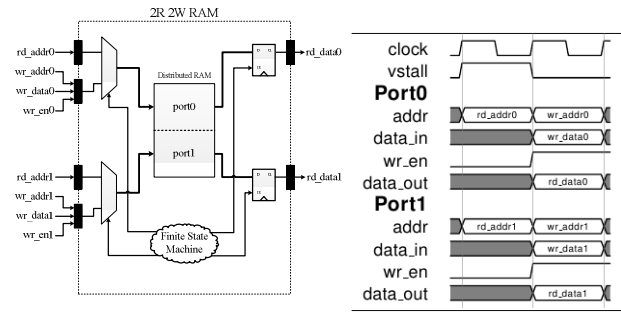 2R 2W RAM
rd_addr0
wr_addr0
wr_data0
wr_en0
Distributed RAM
port0
port1
D Q
CE
rd_data0
rd_addr1
wr_addr1
wr_data1
wr_en1
D Q
CE
rd_data1
Finite State
Machine
clock
vstall
Port0
addr rd_addr0 wr_addr0
data_in wr_data0
wr_en
data_out rd_data0
Port1
addr rd_addr1 wr_addr1
data_in wr_data1
wr_en
data_out rd_data1